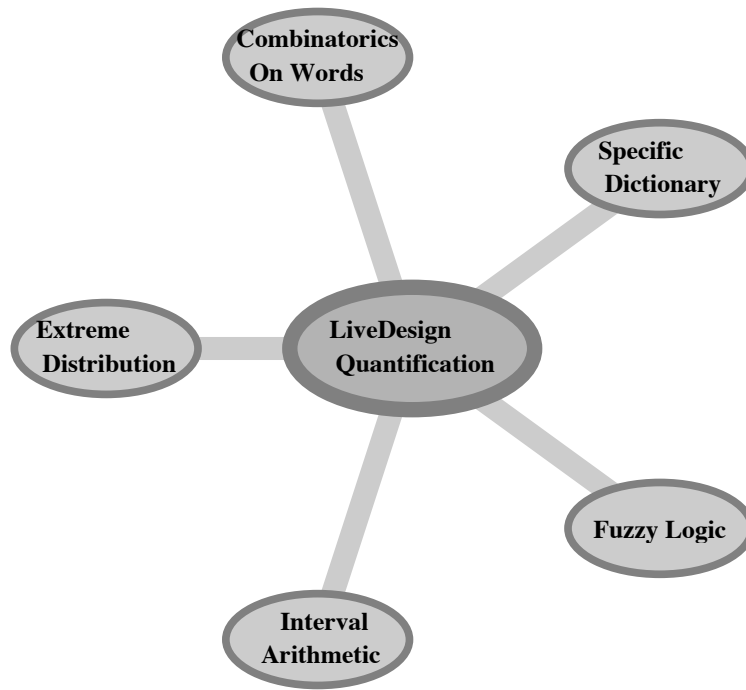 Combinatorics
On Words
Specific
Dictionary
Extreme
Distribution
LiveDesign
Quantification
Fuzzy Logic
Interval
Arithmetic